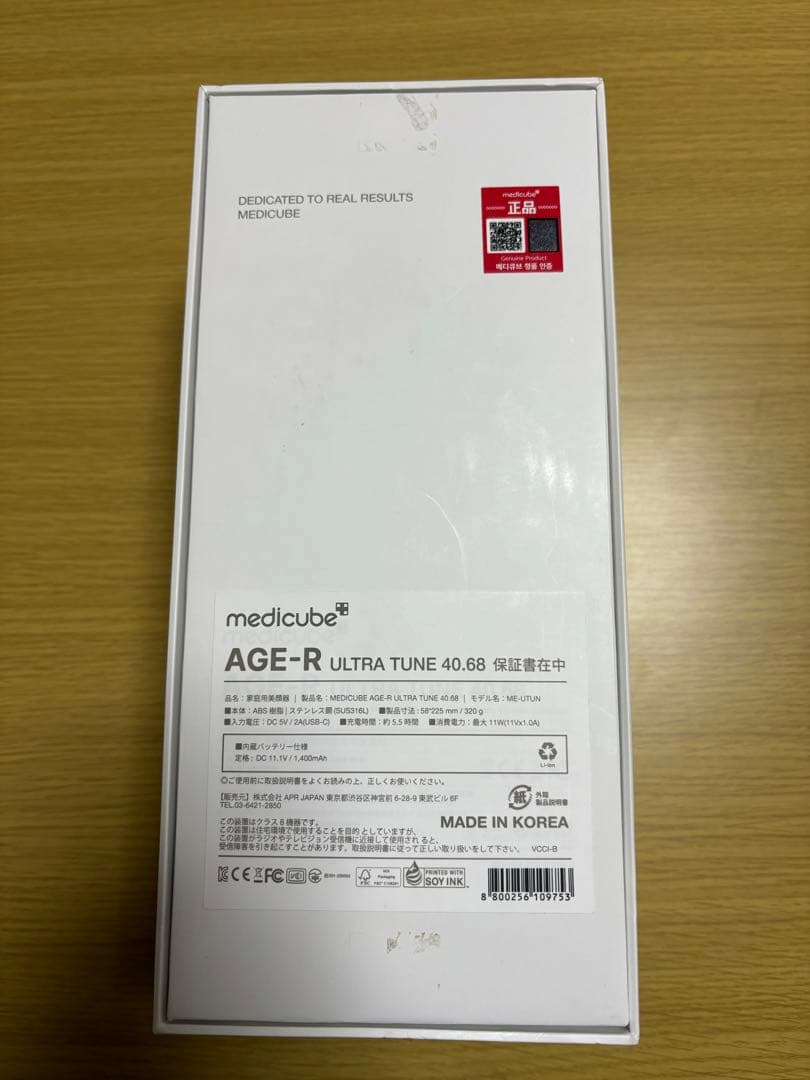 DEDICATED TO REAL RESULTS
MEDICUBE
medicube
正品
Genuine Product
메디큐브 정품 인증
medicube
AGE-R ULTRA TUNE 40.68 保証書在中
品名：家庭用美顔器 | 製品名：MEDICUBE AGE-R ULTRA TUNE 40.68 | モデル名：ME-UTUN
■本体：ABS 樹脂 | ステンレス鋼 (SUS316L) ■製品寸法：58*225 mm / 320 g
■入力電圧：DC 5V / 2A(USB-C) ■充電時間：約 5.5 時間 ■消費電力：最大 11W(11Vx1.0A)
■内蔵バッテリー仕様
定格：DC 11.1V / 1,400mAh
Li-ion
◎ご使用前に取扱説明書をよくお読みの上、正しくお使いください。
【販売元】株式会社 APR JAPAN 東京都渋谷区神宮前 6-28-9 東武ビル 6F
TEL.03-6421-2850
紙 外箱
製品説明書
MADE IN KOREA
この装置はクラス B 機器です。
この装置は住宅環境で使用することを目的 としていますが、
この装置がラジオやテレビジョン受信機に近接して使用され ると、
受信障害を引き起こすことがあります。取扱説明書に従って正しい取り扱いをして下さい。 VCCI-B
FSC
MIX
Packaging
PRINTED WITH
SOY INK
8 800256 109753